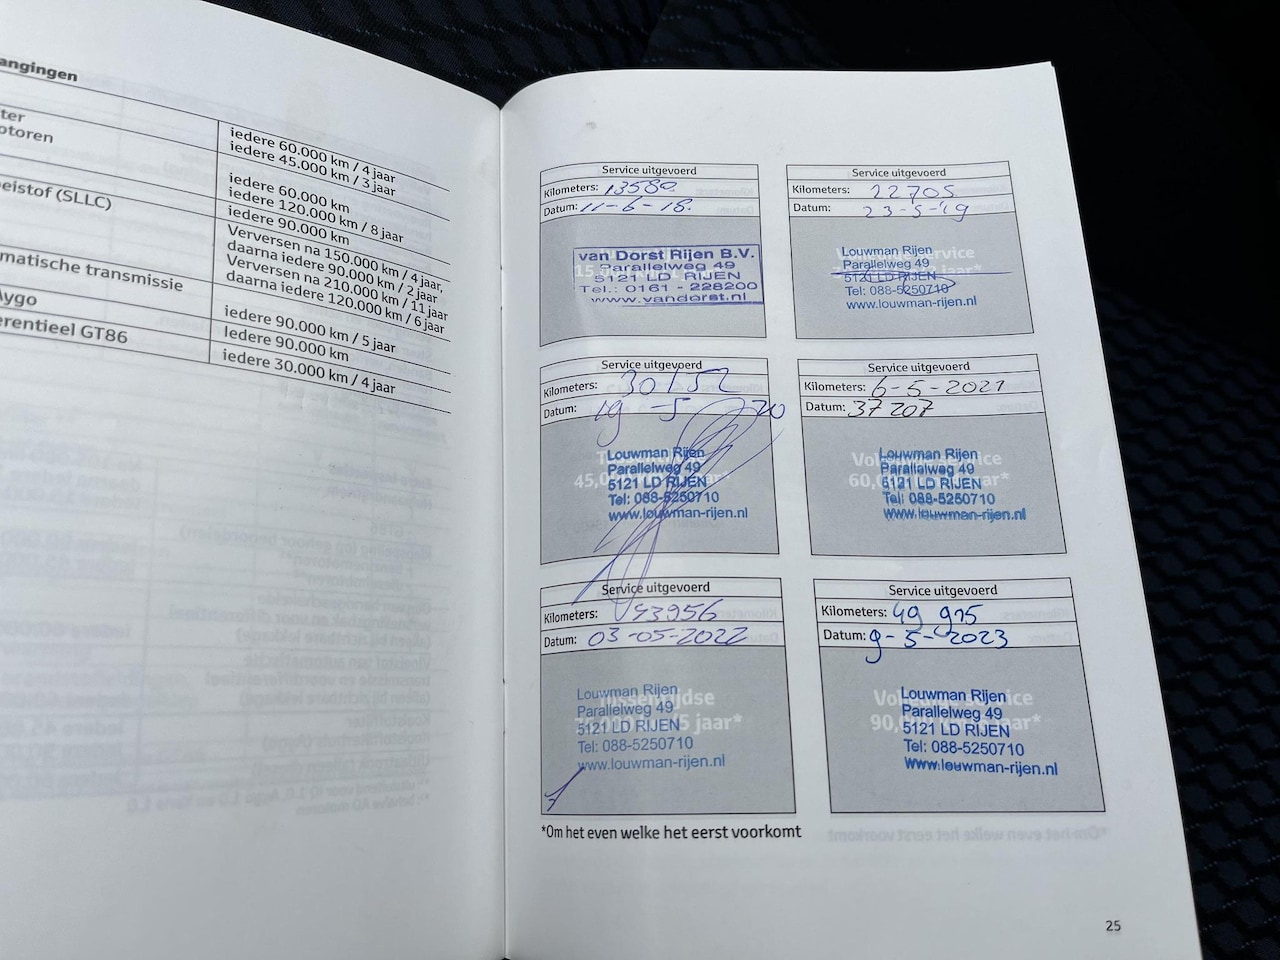 angingen
ter
otoren
eistof (SLLC)
matische transmissie
Aygo
erentieel GT86
iedere 60.000 km / 4 jaar
iedere 45.000 km / 3 jaar
iedere 60.000 km
iedere 120.000 km / 8 jaar
iedere 90.000 km
Verversen na 150.000 km / 4 jaar,
daarna iedere 90.000 km / 2 jaar
Verversen na 210.000 km / 11 jaar
daarna iedere 120.000 km / 6 jaar
iedere 90.000 km / 5 jaar
Iedere 90.000 km
iedere 30.000 km / 4 jaar
Service uitgevoerd
Kilometers: 13580
Datum: 11-6-18.
van Dorst Rijen B.V.
Parallelweg 49
5121 LD RIJEN
Tel.: 0161 - 228200
www.vandorst.nl
Service uitgevoerd
Kilometers: 22705
Datum: 23-5-'19
Louwman Rijen
Parallelweg 49
5121 LD RIJEN
Tel: 088-5250710
www.louwman-rijen.nl
Service uitgevoerd
Kilometers: 30152
Datum: 19-5 20
Louwman Rijen
Parallelweg 49
5121 LD RIJEN
Tel: 088-5250710
www.louwman-rijen.nl
Service uitgevoerd
Kilometers: 6-5-2021
Datum: 37207
Louwman Rijen
Parallelweg 49
5121 LD RIJEN
Tel: 088-5250710
www.louwman-rijen.nl
Service uitgevoerd
Kilometers: 43956
Datum: 03-05-2022
Louwman Rijen
Parallelweg 49
5121 LD RIJEN
Tel: 088-5250710
www.louwman-rijen.nl
Service uitgevoerd
Kilometers: 49 915
Datum: 9-5-2023
Louwman Rijen
Parallelweg 49
5121 LD RIJEN
Tel: 088-5250710
www.louwman-rijen.nl
*Om het even welke het eerst voorkomt
25